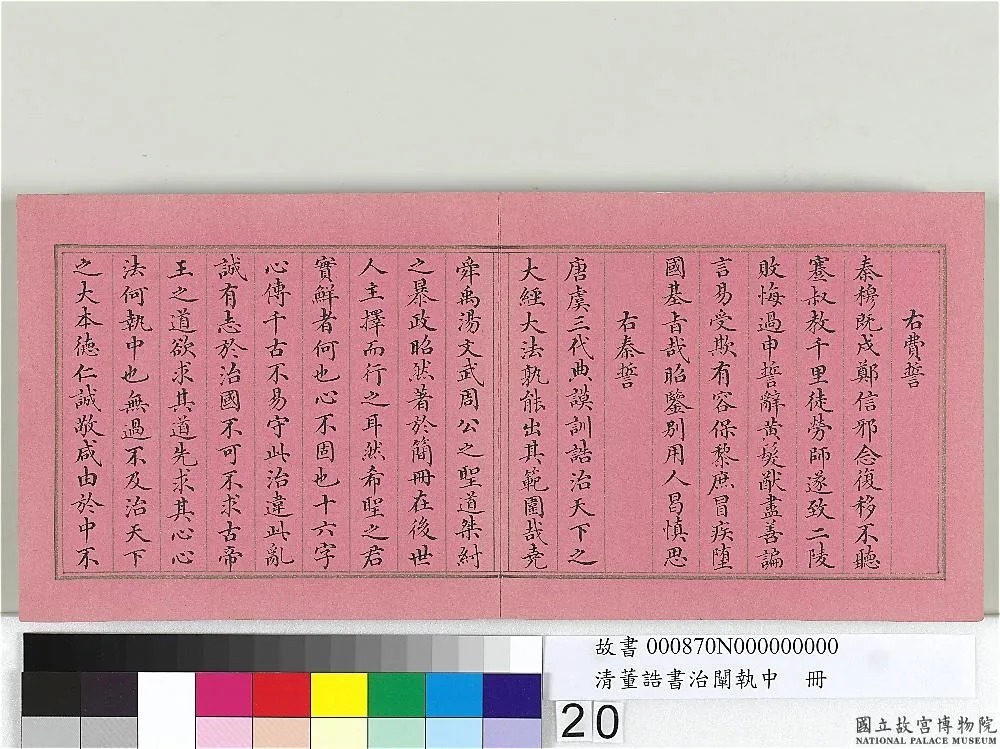 右費誓
秦穆既戍鄭信邪念復移不聽
蹇叔教千里徒勞師遂致二陵
敗悔過申誓辭黃髮猷盡善諞
言易受欺有容保黎庶冒疾墮
國基旨哉昭鑒別用人曷慎思
右秦誓
唐虞三代典謨訓誥治天下之
大經大法孰能出其範圍哉堯
舜禹湯文武周公之聖道桀紂
之暴政昭然著於簡冊在後世
人主擇而行之耳然希聖之君
實鮮者何也心不固也十六字
心傳千古不易守此治違此亂
誠有志於治國不可不求古帝
王之道欲求其道先求其心心
法何執中也無過不及治天下
之大本德仁誠敬咸由於中不
故書 000870N000000000
清董誥書治闡執中 冊
20
國立故宮博物院
NATIONAL PALACE MUSEUM